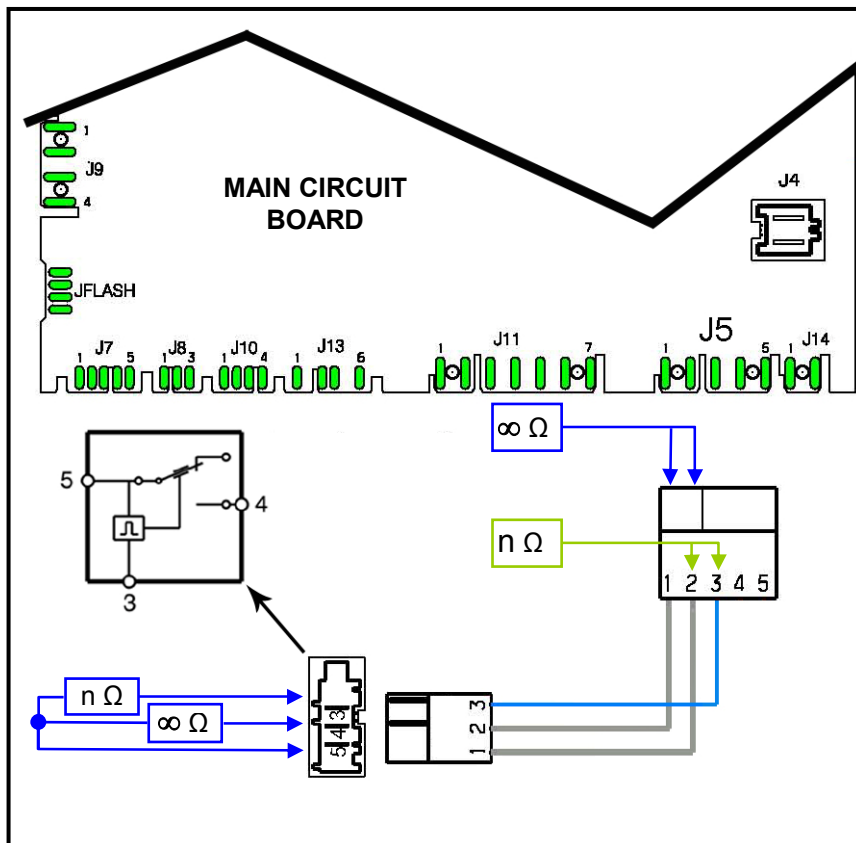 1
J9
4
MAIN CIRCUIT
BOARD
J4
JFLASH
1 J7 5
1 J8 3
1 J10 4
1 J13 6
1 J11 7
1 J5 5
1 J14
∞ Ω
5
4
3
n Ω
1 2 3 4 5
n Ω
∞ Ω
3
4
5
3
2
1